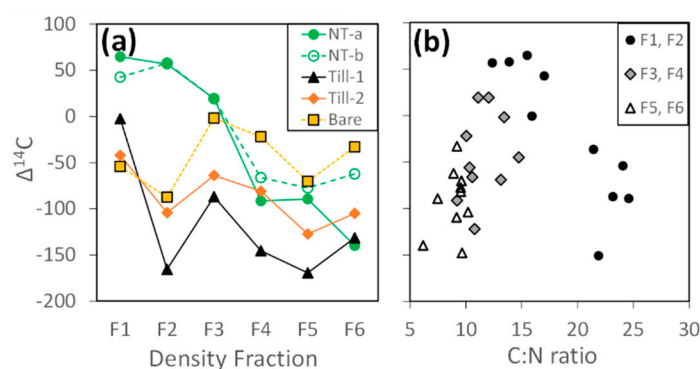 (a)
NT-a
NT-b
Till-1
Till-2
Bare
100
50
0
-50
-100
-150
-200
Δ14C
F1 F2 F3 F4 F5 F6
Density Fraction
(b)
F1, F2
F3, F4
F5, F6
5 10 15 20 25 30
C:N ratio